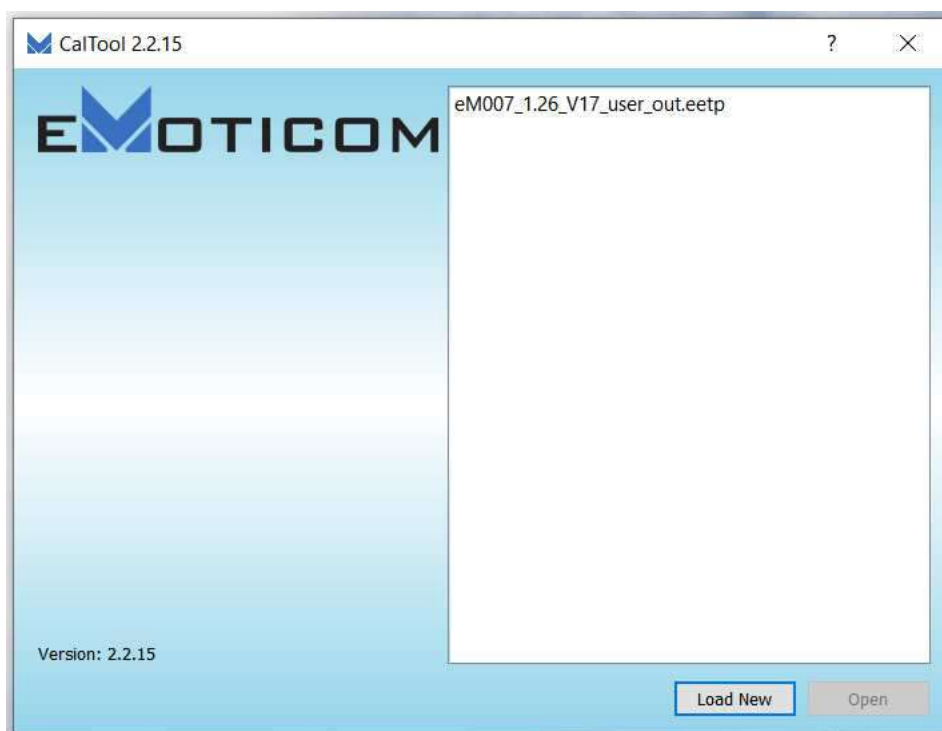 CalTool 2.2.15
?
EMOTICOM
eM007_1.26_V17_user_out.eetp
Version: 2.2.15
Load New
Open